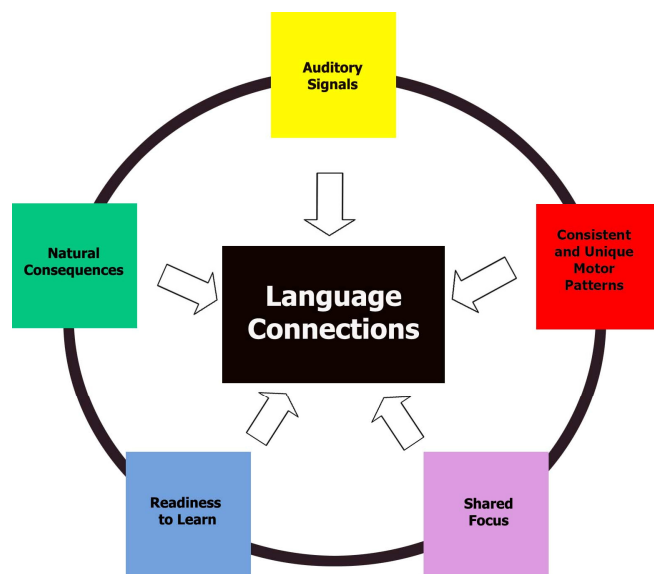 Auditory
Signals
Natural
Consequences
Consistent
and Unique
Motor
Patterns
Language
Connections
Readiness
to Learn
Shared
Focus